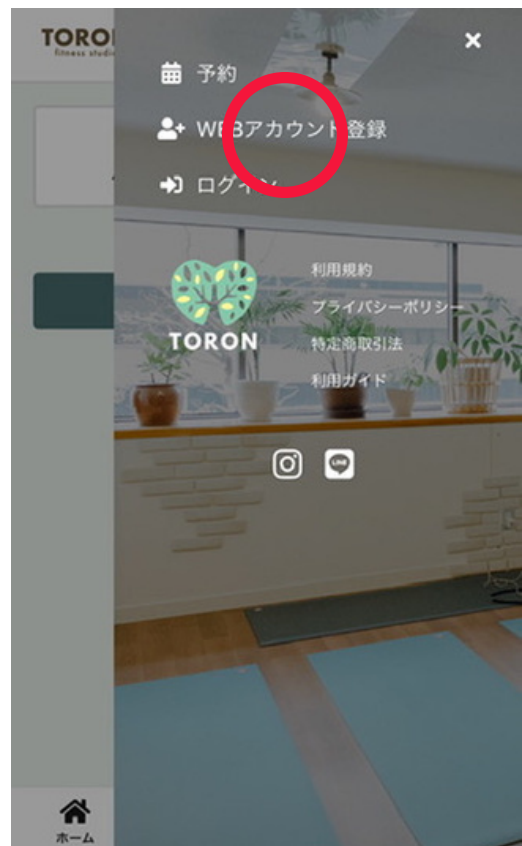 TORO
fitness studi
予約
WEBアカウント登録
ログイン
利用規約
プライバシーポリシー
TORON
特定商取引法
利用ガイド
LINE
ホーム